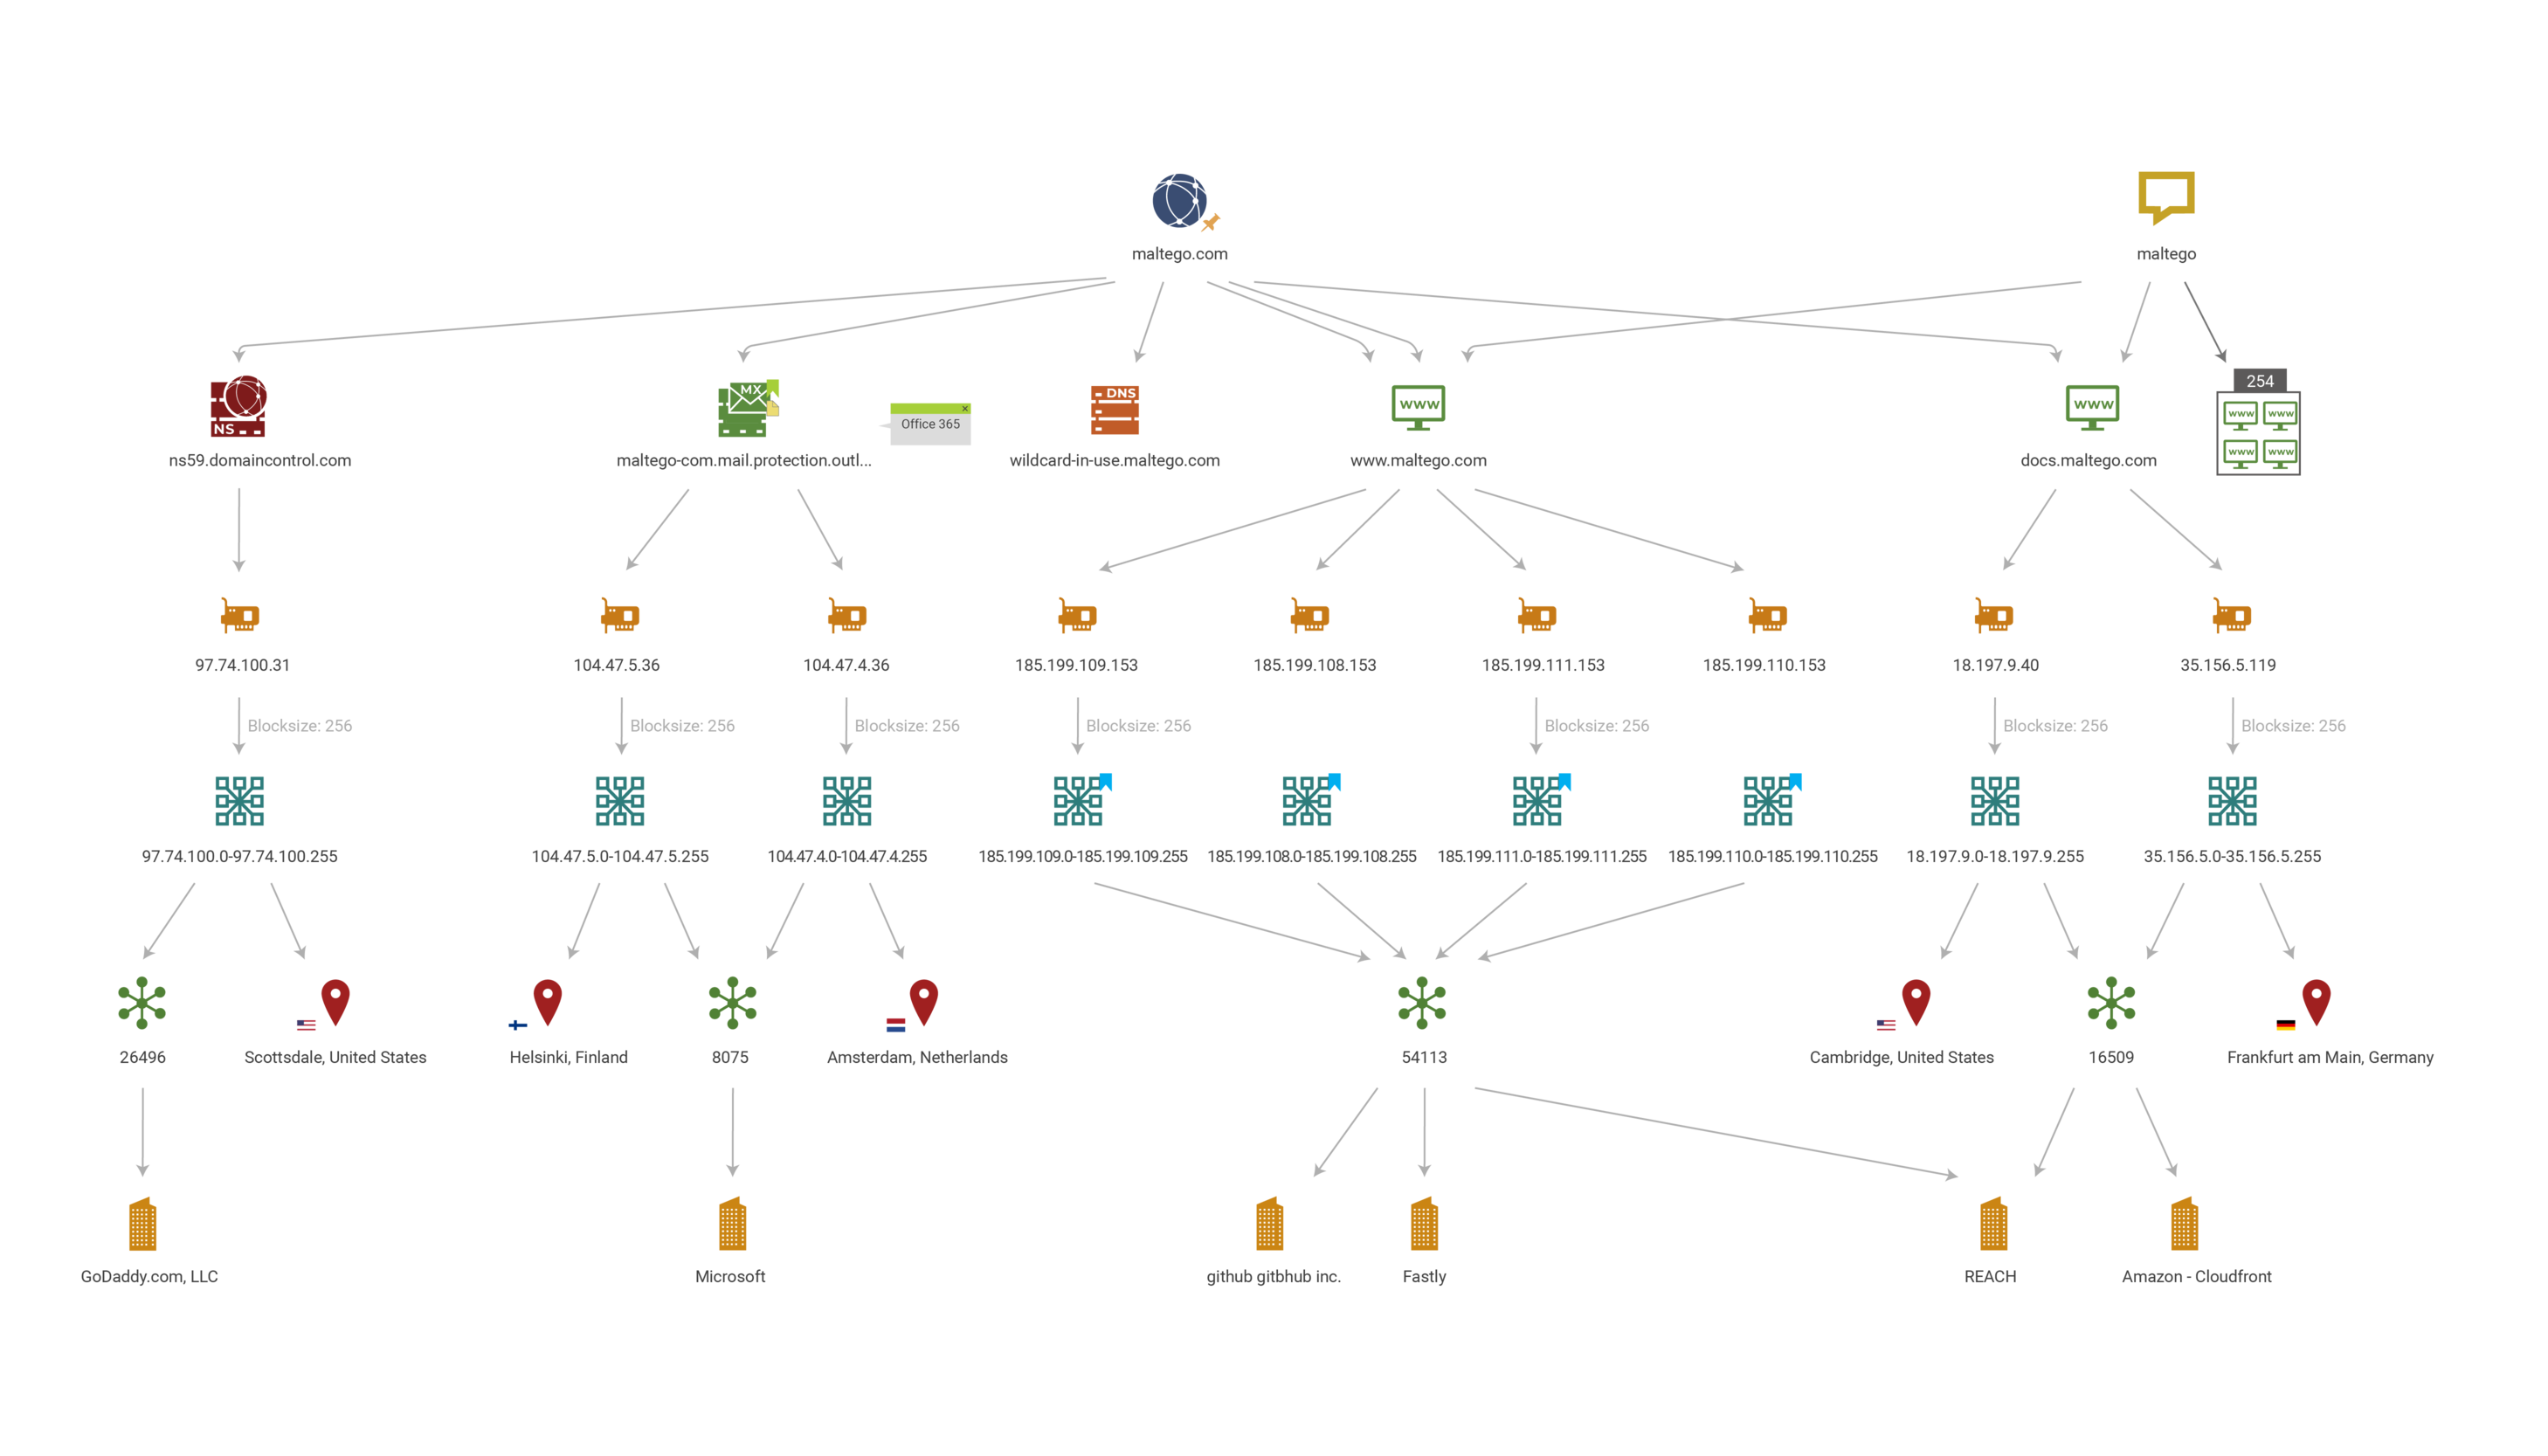 maltego.com
maltego
254
NS
MX
Office 365
DNS
www
www
www www
www www
ns59.domaincontrol.com
maltego-com.mail.protection.outl...
wildcard-in-use.maltego.com
www.maltego.com
docs.maltego.com
97.74.100.31
104.47.5.36
104.47.4.36
185.199.109.153
185.199.108.153
185.199.111.153
185.199.110.153
18.197.9.40
35.156.5.119
Blocksize: 256
Blocksize: 256
Blocksize: 256
Blocksize: 256
Blocksize: 256
Blocksize: 256
Blocksize: 256
97.74.100.0-97.74.100.255
104.47.5.0-104.47.5.255
104.47.4.0-104.47.4.255
185.199.109.0-185.199.109.255
185.199.108.0-185.199.108.255
185.199.111.0-185.199.111.255
185.199.110.0-185.199.110.255
18.197.9.0-18.197.9.255
35.156.5.0-35.156.5.255
26496
Scottsdale, United States
Helsinki, Finland
8075
Amsterdam, Netherlands
54113
Cambridge, United States
16509
Frankfurt am Main, Germany
GoDaddy.com, LLC
Microsoft
github gitbhub inc.
Fastly
REACH
Amazon - Cloudfront